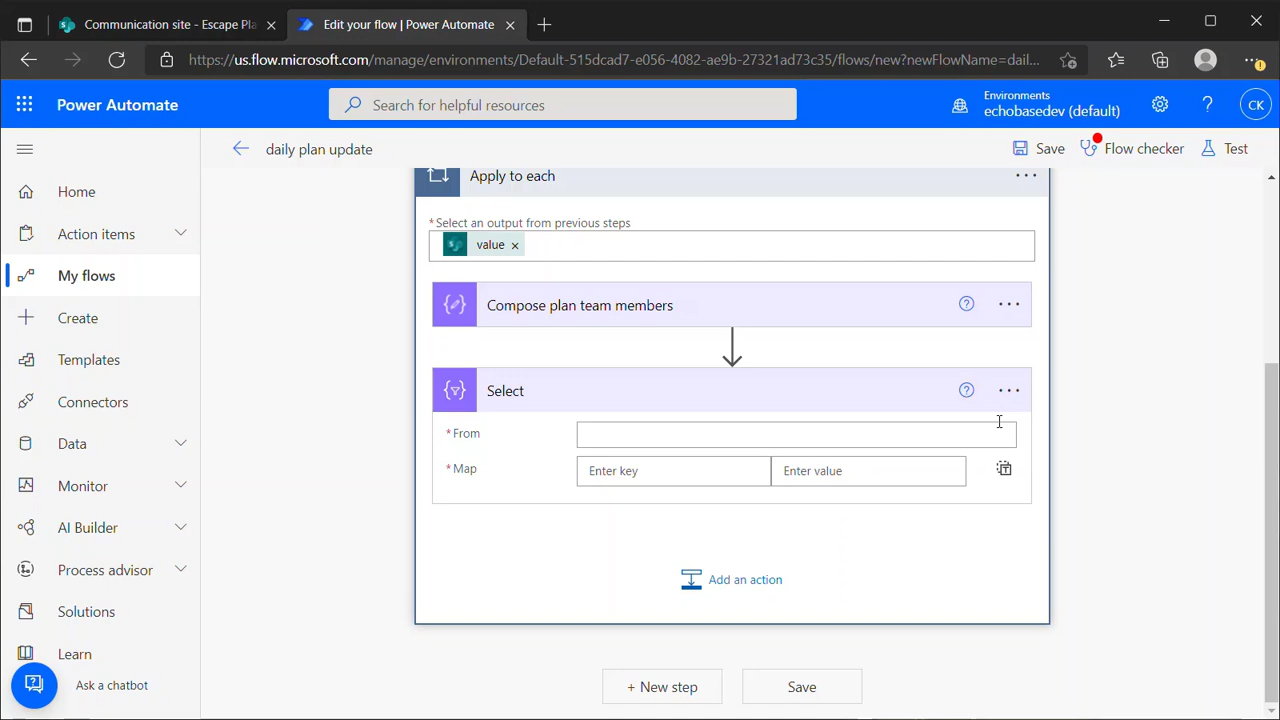 Communication site - Escape Pla
Edit your flow | Power Automate
https://us.flow.microsoft.com/manage/environments/Default-515dcad7-e056-4082-ae9b-27321ad73c35/flows/new?newFlowName=dail...
Power Automate
Search for helpful resources
Environments
echobasedev (default)
CK
daily plan update
Save
Flow checker
Test
Home
Action items
My flows
Create
Templates
Connectors
Data
Monitor
AI Builder
Process advisor
Solutions
Learn
Ask a chatbot
Apply to each
* Select an output from previous steps
value
Compose plan team members
Select
* From
* Map
Enter key
Enter value
Add an action
+ New step
Save